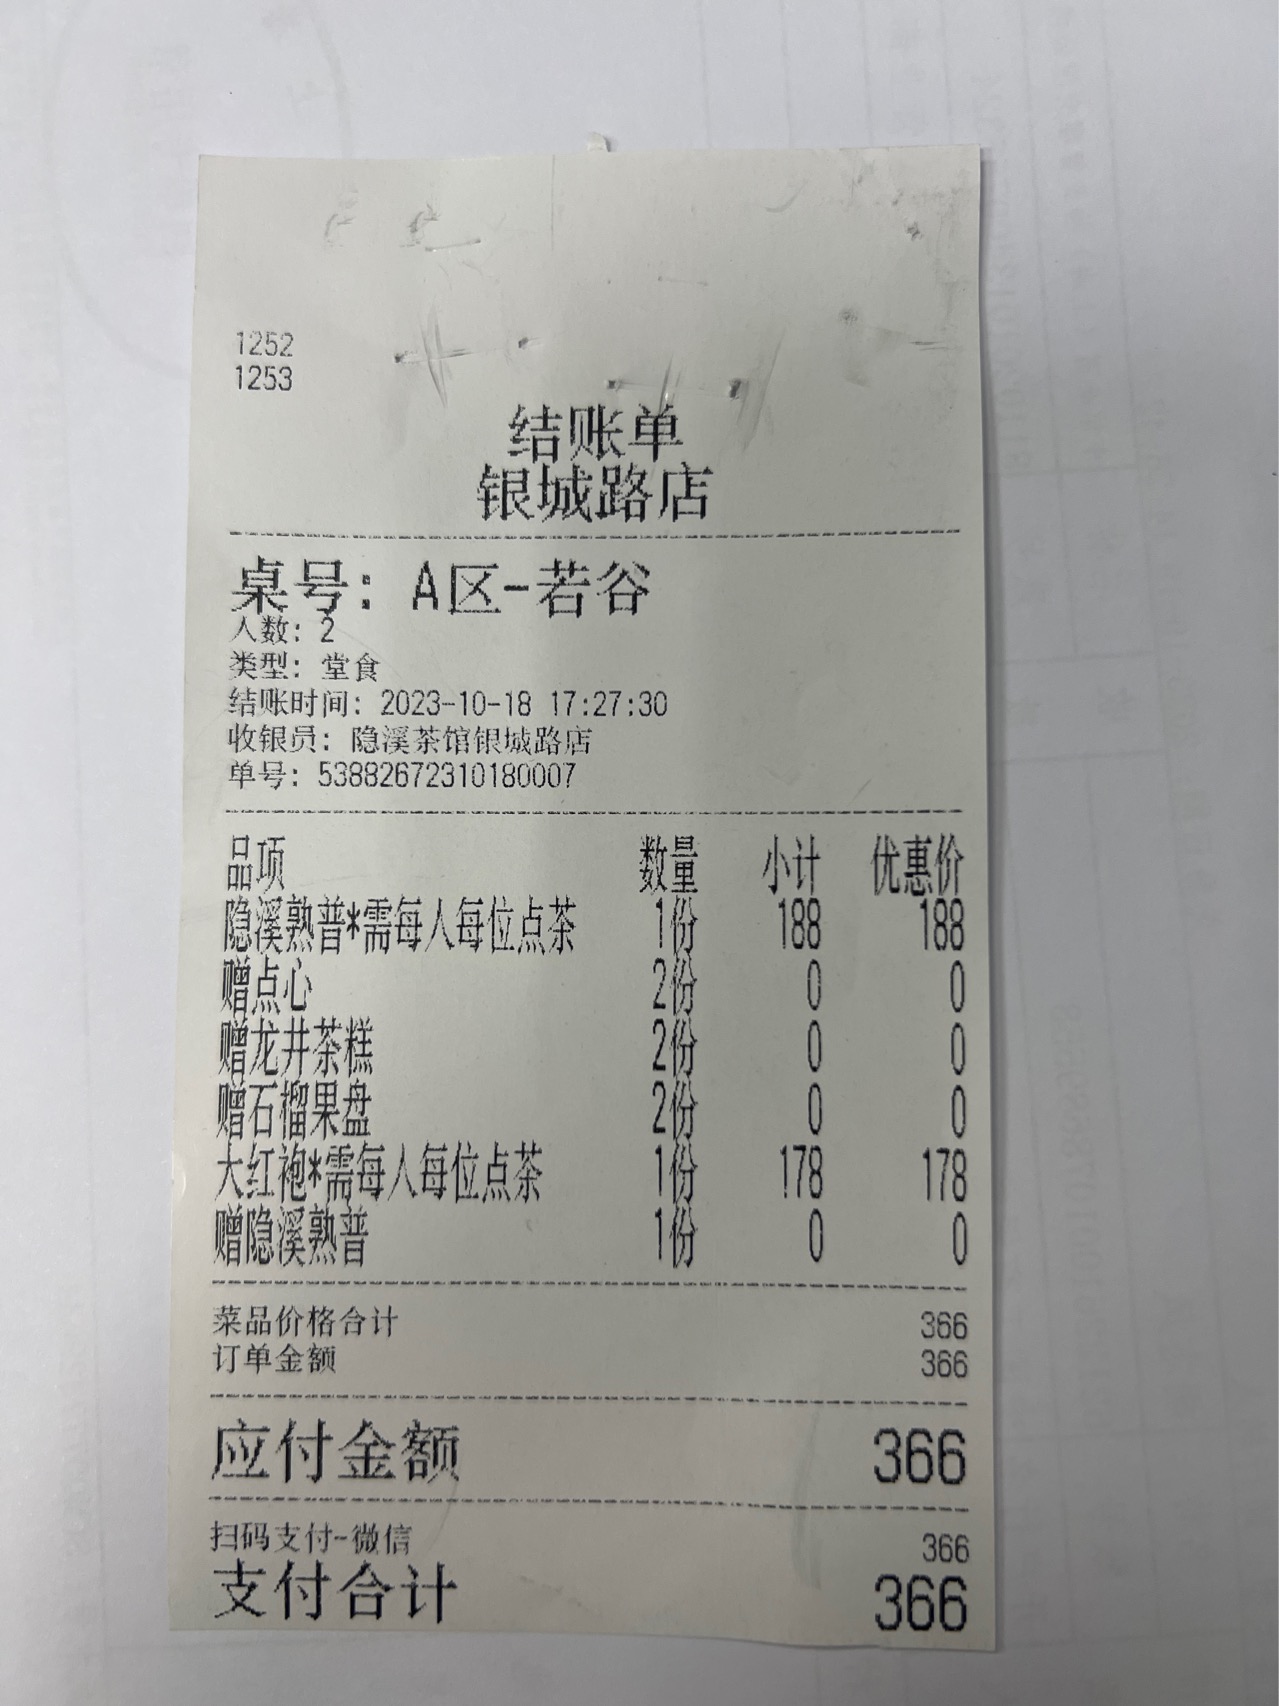 1252
1253
结账单
银城路店
桌号: A区-若谷
人数: 2
类型: 堂食
结账时间: 2023-10-18 17:27:30
收银员: 隐溪茶馆银城路店
单号: 53882672310180007
品项 数量 小计 优惠价
隐溪熟普*需每人每位点茶 1份 188 188
赠点心 2份 0 0
赠龙井茶糕 2份 0 0
赠石榴果盘 2份 0 0
大红袍*需每人每位点茶 1份 178 178
赠隐溪熟普 1份 0 0
菜品价格合计 366
订单金额 366
应付金额 366
扫码支付-微信 366
支付合计 366